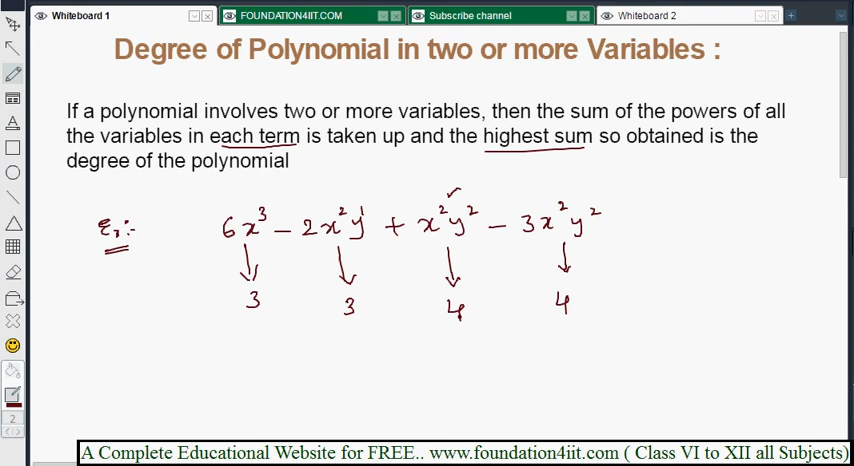 Whiteboard 1 FOUNDATION4IIT.COM Subscribe channel Whiteboard 2
Degree of Polynomial in two or more Variables :
If a polynomial involves two or more variables, then the sum of the powers of all
the variables in each term is taken up and the highest sum so obtained is the
degree of the polynomial
Ex:- 6x³ - 2x²y¹ + x²y² - 3x²y²
3 3 4 4
2
A Complete Educational Website for FREE.. www.foundation4iit.com ( Class VI to XII all Subjects)